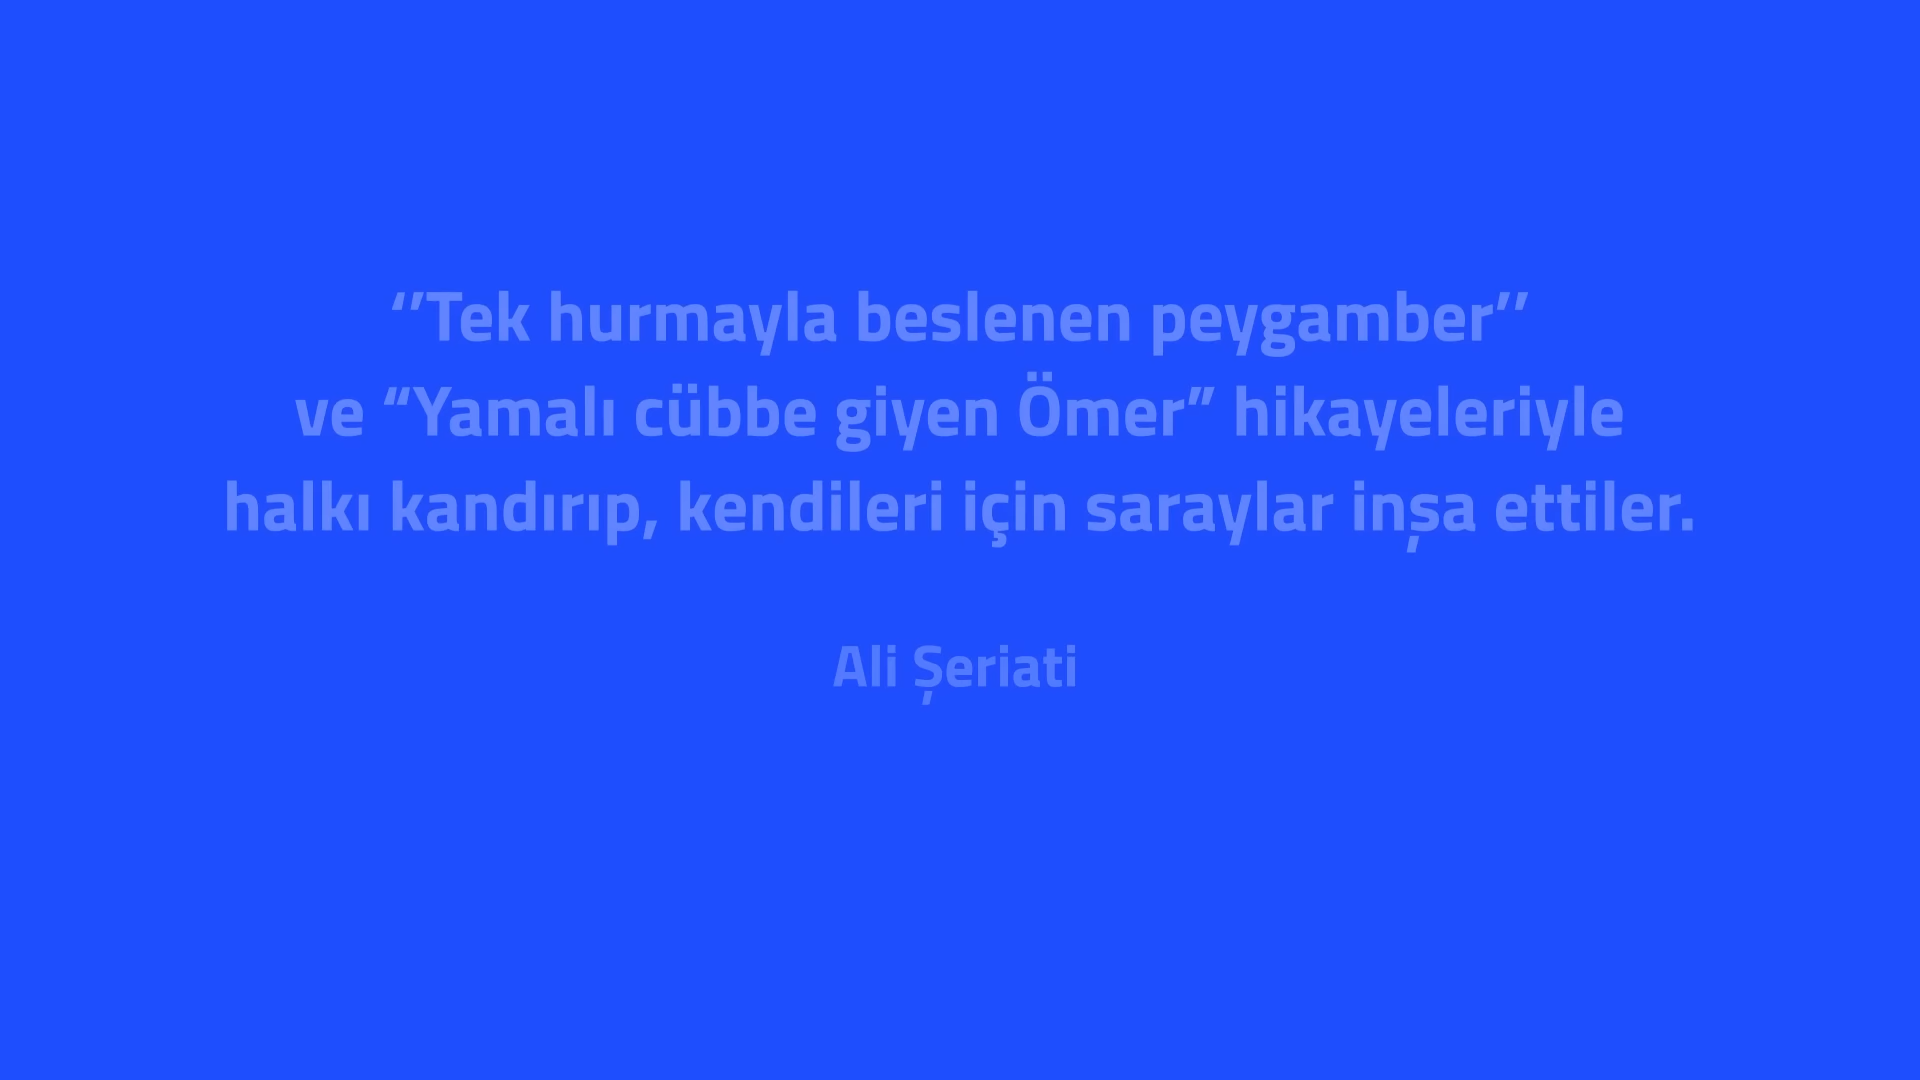 ‘’Tek hurmayla beslenen peygamber’’
ve “Yamalı cübbe giyen Ömer” hikayeleriyle
halkı kandırıp, kendileri için saraylar inşa ettiler.
Ali Şeriati